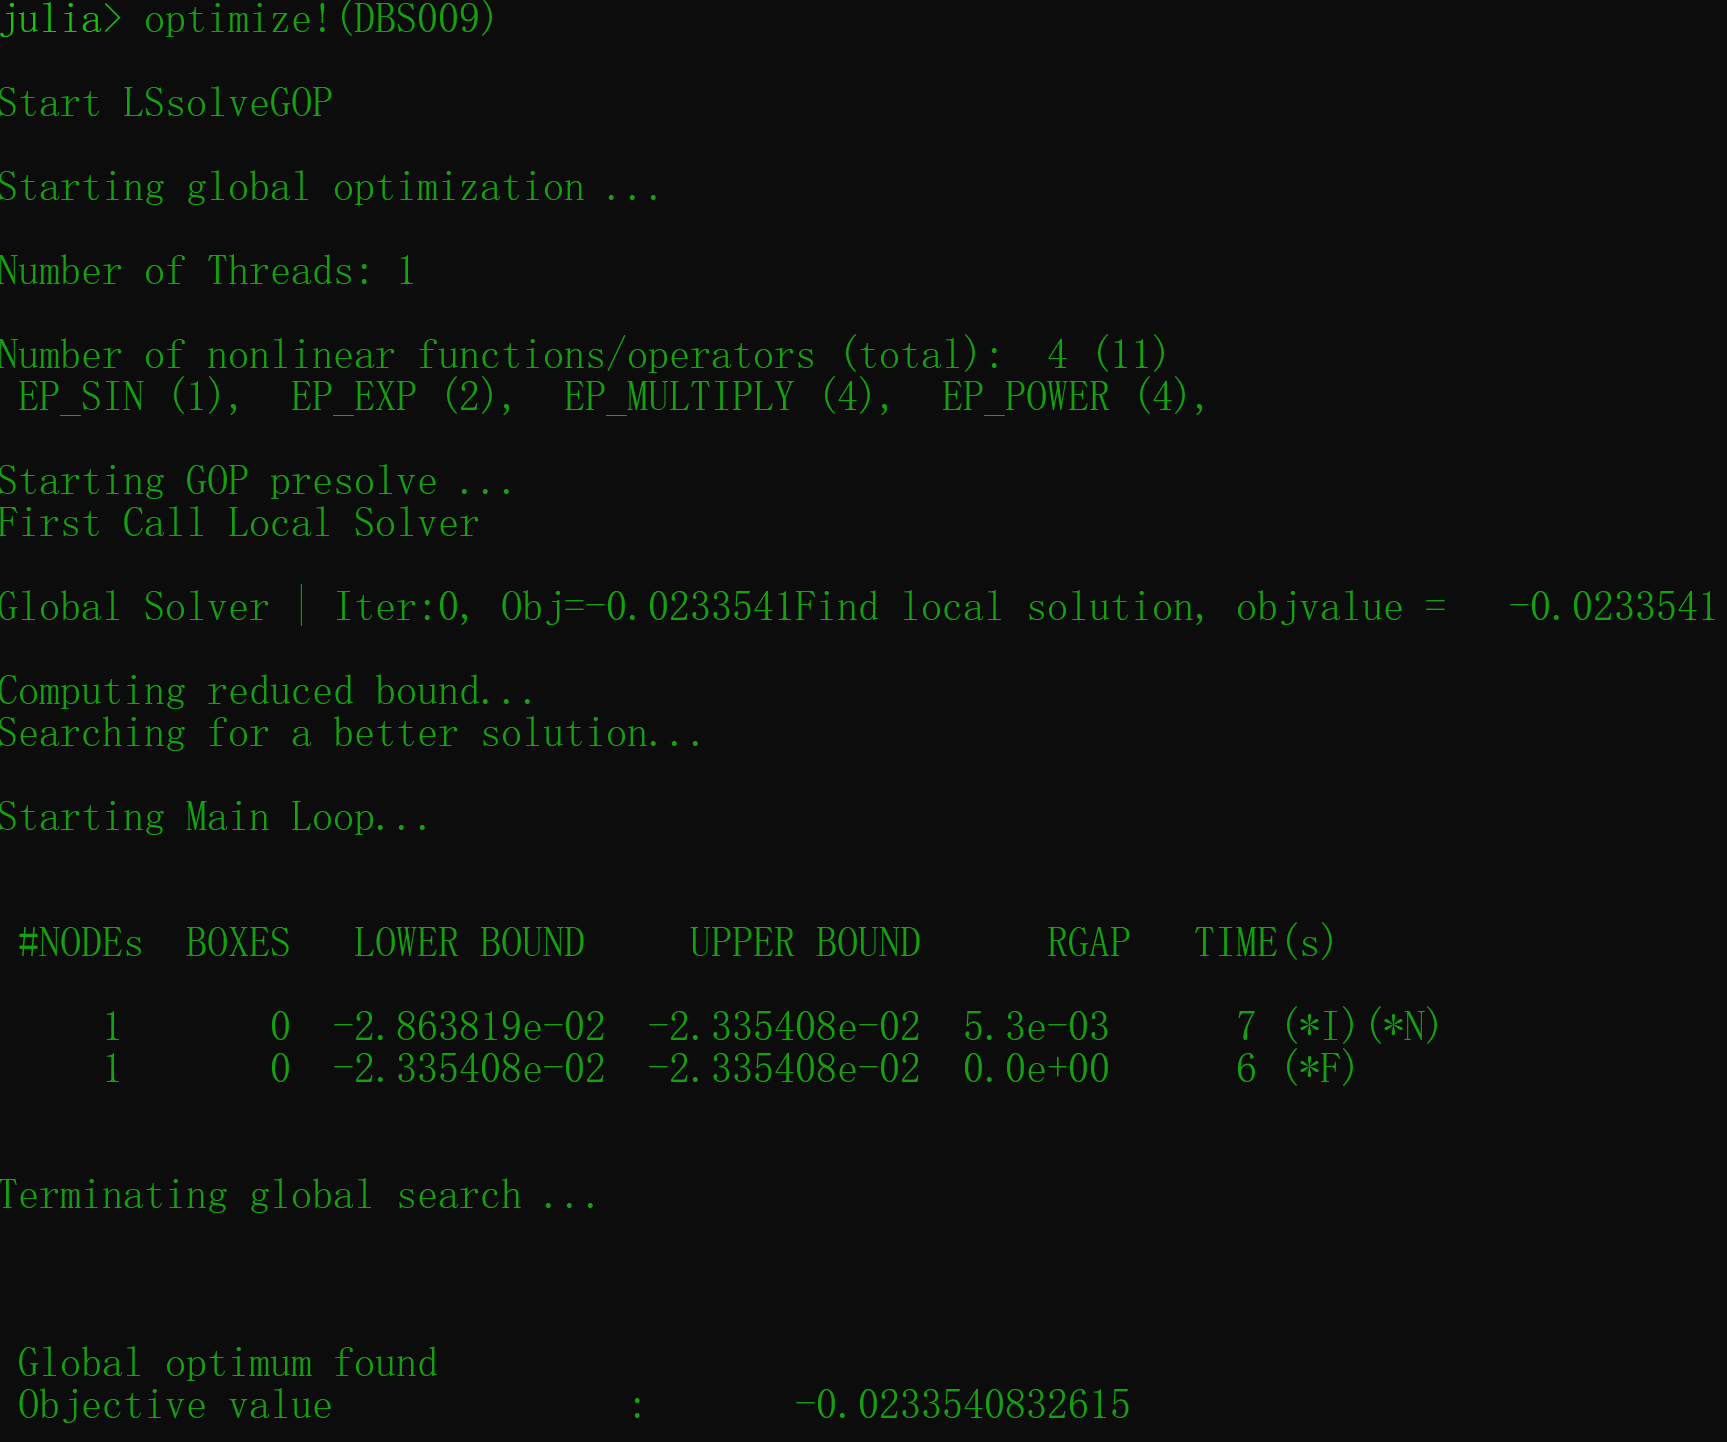 julia> optimize!(DBS009)
Start LSsolveGOP
Starting global optimization ...
Number of Threads: 1
Number of nonlinear functions/operators (total):  4 (11)
EP_SIN (1),  EP_EXP (2),  EP_MULTIPLY (4),  EP_POWER (4),
Starting GOP presolve ...
First Call Local Solver
Global Solver | Iter:0, Obj=-0.0233541Find local solution, objvalue =   -0.0233541
Computing reduced bound...
Searching for a better solution...
Starting Main Loop...
#NODEs  BOXES   LOWER BOUND     UPPER BOUND      RGAP   TIME(s)
1       0  -2.863819e-02  -2.335408e-02  5.3e-03      7 (*I)(*N)
1       0  -2.335408e-02  -2.335408e-02  0.0e+00      6 (*F)
Terminating global search ...
Global optimum found
Objective value              :       -0.0233540832615